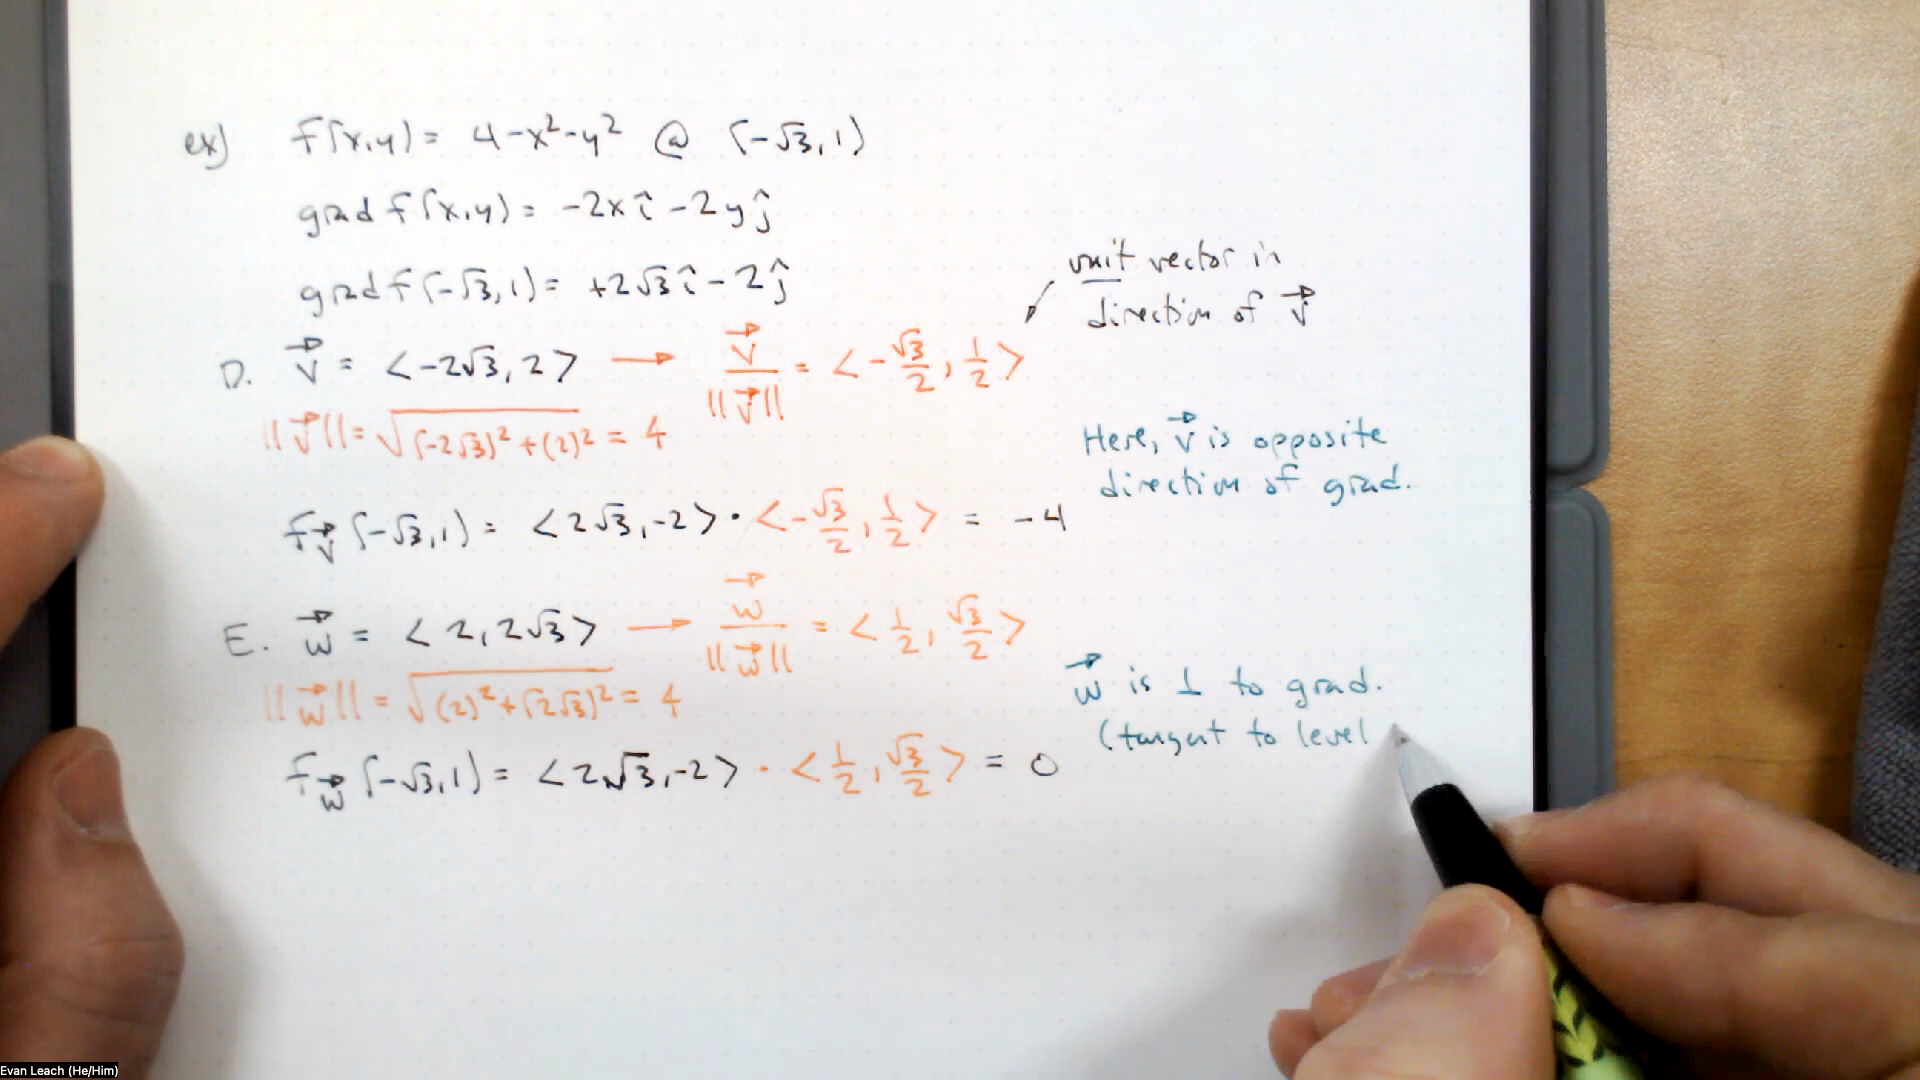 ex) f(x,y) = 4-x²-y² @ (-√3,1)
grad f(x,y) = -2x î -2y ĵ
grad f(-√3,1) = +2√3 î - 2 ĵ
unit vector in
direction of v⃗
D. v⃗ = <-2√3, 2> → v⃗/||v⃗|| = <-√3/2, 1/2>
||v⃗|| = √((-2√3)²+(2)²) = 4
Here, v⃗ is opposite
direction of grad.
f_v⃗ (-√3,1) = <2√3,-2> · <-√3/2, 1/2> = -4
E. w⃗ = <2, 2√3> → w⃗/||w⃗|| = <1/2, √3/2>
||w⃗|| = √((2)²+(2√3)²) = 4
w⃗ is ⊥ to grad.
(tangent to level
f_w⃗ (-√3,1) = <2√3,-2> · <1/2, √3/2> = 0
Evan Leach (He/Him)